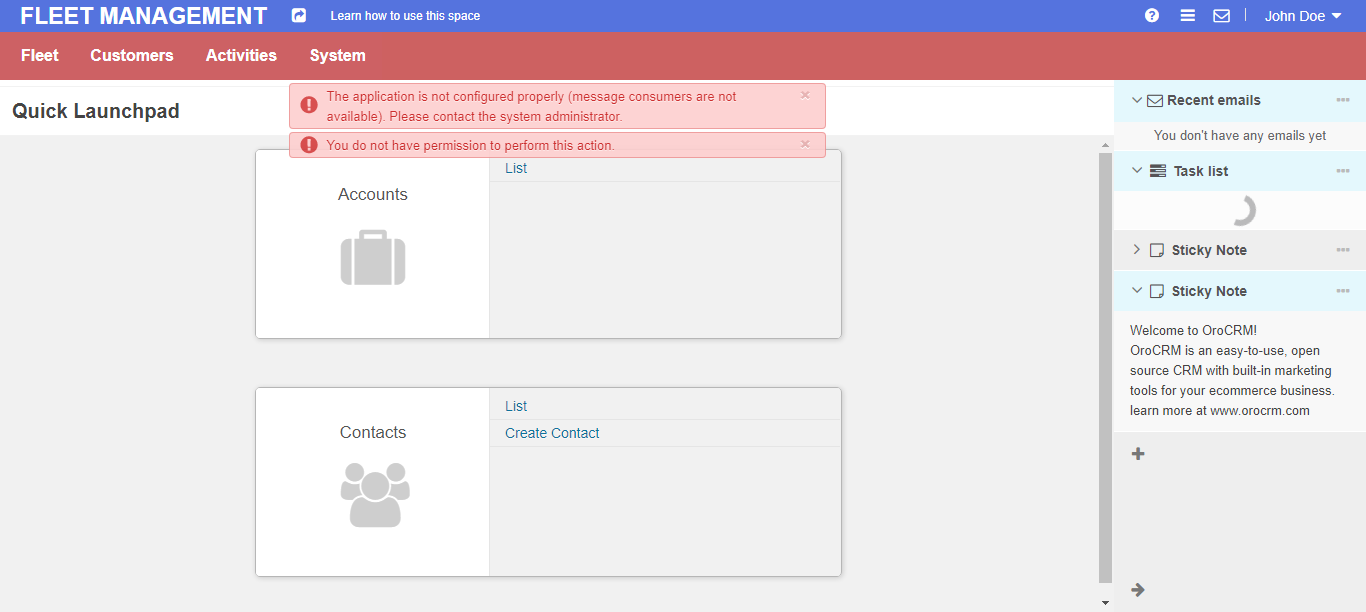 FLEET MANAGEMENT
Learn how to use this space
John Doe
Fleet
Customers
Activities
System
Quick Launchpad
The application is not configured properly (message consumers are not
available). Please contact the system administrator.
You do not have permission to perform this action.
Accounts
List
Contacts
List
Create Contact
Recent emails
You don't have any emails yet
Task list
Sticky Note
Sticky Note
Welcome to OroCRM!
OroCRM is an easy-to-use, open
source CRM with built-in marketing
tools for your ecommerce business.
learn more at www.orocrm.com